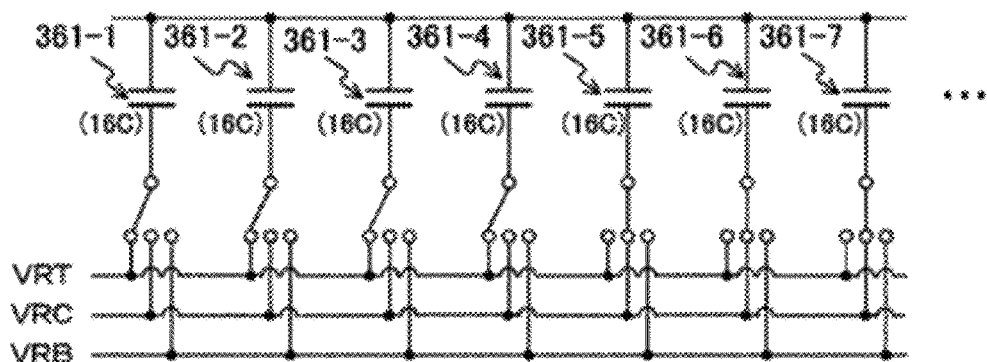 361-1 361-2 361-3 361-4 361-5 361-6 361-7
...
(16C) (16C) (16C) (16C) (16C) (16C) (16C)
VRT
VRC
VRB